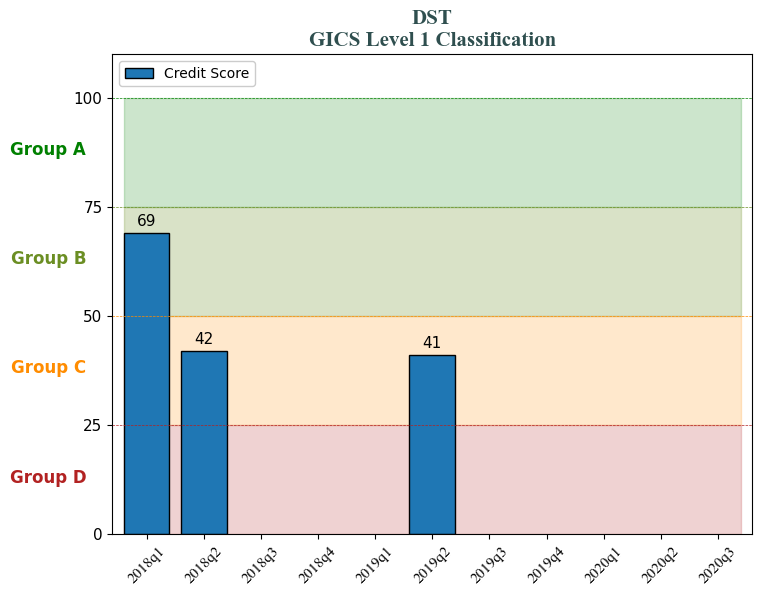 DST
GICS Level 1 Classification
Credit Score
100
Group A
75
69
Group B
50
42
41
Group C
25
Group D
0
2018q1 2018q2 2018q3 2018q4 2019q1 2019q2 2019q3 2019q4 2020q1 2020q2 2020q3